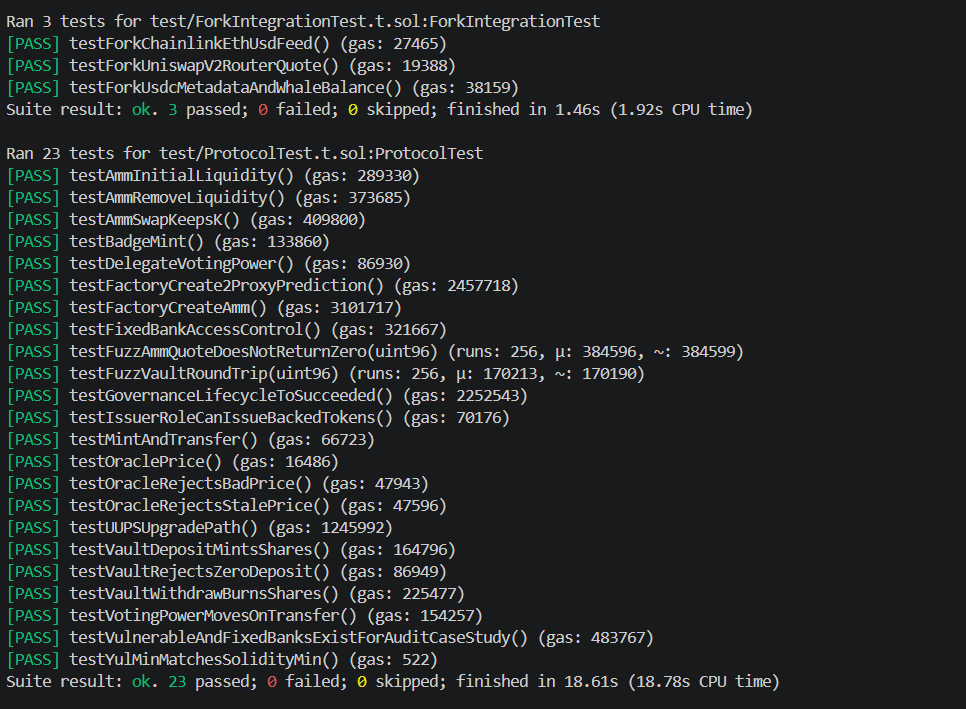 Ran 3 tests for test/ForkIntegrationTest.t.sol:ForkIntegrationTest
[PASS] testForkChainlinkEthUsdFeed() (gas: 27465)
[PASS] testForkUniswapV2RouterQuote() (gas: 19388)
[PASS] testForkUsdcMetadataAndWhaleBalance() (gas: 38159)
Suite result: ok. 3 passed; 0 failed; 0 skipped; finished in 1.46s (1.92s CPU time)
Ran 23 tests for test/ProtocolTest.t.sol:ProtocolTest
[PASS] testAmmInitialLiquidity() (gas: 289330)
[PASS] testAmmRemoveLiquidity() (gas: 373685)
[PASS] testAmmSwapKeepsK() (gas: 409800)
[PASS] testBadgeMint() (gas: 133860)
[PASS] testDelegateVotingPower() (gas: 86930)
[PASS] testFactoryCreate2ProxyPrediction() (gas: 2457718)
[PASS] testFactoryCreateAmm() (gas: 3101717)
[PASS] testFixedBankAccessControl() (gas: 321667)
[PASS] testFuzzAmmQuoteDoesNotReturnZero(uint96) (runs: 256, μ: 384596, ~: 384599)
[PASS] testFuzzVaultRoundTrip(uint96) (runs: 256, μ: 170213, ~: 170190)
[PASS] testGovernanceLifecycleToSucceeded() (gas: 2252543)
[PASS] testIssuerRoleCanIssueBackedTokens() (gas: 70176)
[PASS] testMintAndTransfer() (gas: 66723)
[PASS] testOraclePrice() (gas: 16486)
[PASS] testOracleRejectsBadPrice() (gas: 47943)
[PASS] testOracleRejectsStalePrice() (gas: 47596)
[PASS] testUUPSUpgradePath() (gas: 1245992)
[PASS] testVaultDepositMintsShares() (gas: 164796)
[PASS] testVaultRejectsZeroDeposit() (gas: 86949)
[PASS] testVaultWithdrawBurnsShares() (gas: 225477)
[PASS] testVotingPowerMovesOnTransfer() (gas: 154257)
[PASS] testVulnerableAndFixedBanksExistForAuditCaseStudy() (gas: 483767)
[PASS] testYulMinMatchesSolidityMin() (gas: 522)
Suite result: ok. 23 passed; 0 failed; 0 skipped; finished in 18.61s (18.78s CPU time)